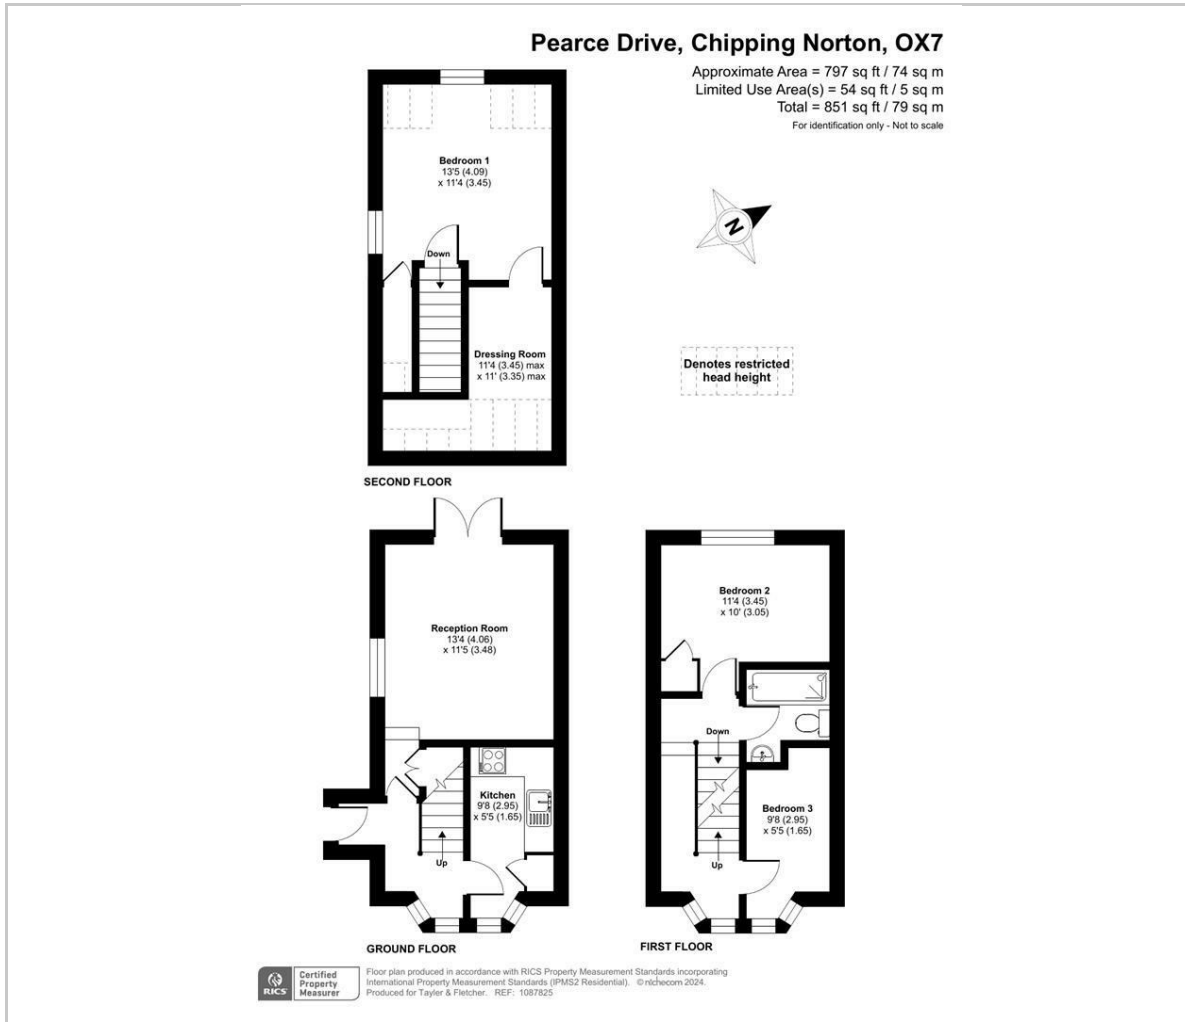 Pearce Drive, Chipping Norton, OX7
Approximate Area = 797 sq ft / 74 sq m
Limited Use Area(s) = 54 sq ft / 5 sq m
Total = 851 sq ft / 79 sq m
For identification only - Not to scale
Bedroom 1
13'5 (4.09)
x 11'4 (3.45)
Down
N
Dressing Room
11'4 (3.45) max
x 11' (3.35) max
Denotes restricted
head height
SECOND FLOOR
Reception Room
13'4 (4.06)
x 11'5 (3.48)
Kitchen
9'8 (2.95)
x 5'5 (1.65)
Up
GROUND FLOOR
Bedroom 2
11'4 (3.45)
x 10' (3.05)
Down
Bedroom 3
9'8 (2.95)
x 5'5 (1.65)
Up
FIRST FLOOR
RICS
Certified
Property
Measurer
Floor plan produced in accordance with RICS Property Measurement Standards incorporating
International Property Measurement Standards (IPMS2 Residential). © nichecom 2024.
Produced for Tayler & Fletcher. REF: 1087825